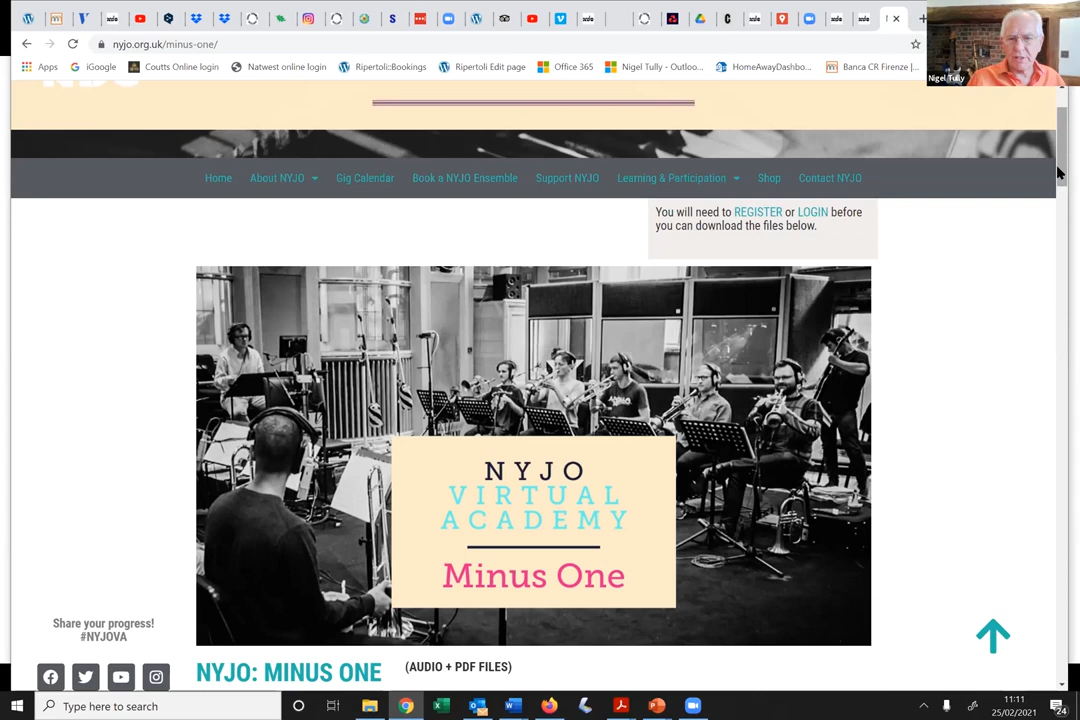 nyjo.org.uk/minus-one/
Apps
iGoogle
Coutts Online login
Natwest online login
Ripertoli::Bookings
Ripertoli Edit page
Office 365
Nigel Tully - Outloo...
HomeAwayDashbo...
Banca CR Firenze |...
Nigel Tully
Home
About NYJO
Gig Calendar
Book a NYJO Ensemble
Support NYJO
Learning & Participation
Shop
Contact NYJO
You will need to REGISTER or LOGIN before
you can download the files below.
NYJO
VIRTUAL
ACADEMY
Minus One
Share your progress!
#NYJOVA
NYJO: MINUS ONE
(AUDIO + PDF FILES)
Type here to search
11:11
25/02/2021
24